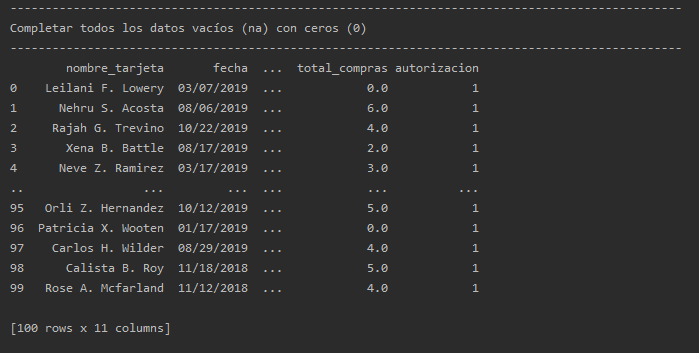 ------------------------------------------------------------------------------------------------
Completar todos los datos vacíos (na) con ceros (0)
------------------------------------------------------------------------------------------------
nombre_tarjeta fecha ... total_compras autorizacion
0 Leilani F. Lowery 03/07/2019 ... 0.0 1
1 Nehru S. Acosta 08/06/2019 ... 6.0 1
2 Rajah G. Trevino 10/22/2019 ... 4.0 1
3 Xena B. Battle 08/17/2019 ... 2.0 1
4 Neve Z. Ramirez 03/17/2019 ... 3.0 1
.. ... ... ... ... ...
95 Orli Z. Hernandez 10/12/2019 ... 5.0 1
96 Patricia X. Wooten 01/17/2019 ... 0.0 1
97 Carlos H. Wilder 08/29/2019 ... 4.0 1
98 Calista B. Roy 11/18/2018 ... 5.0 1
99 Rose A. Mcfarland 11/12/2018 ... 4.0 1
[100 rows x 11 columns]